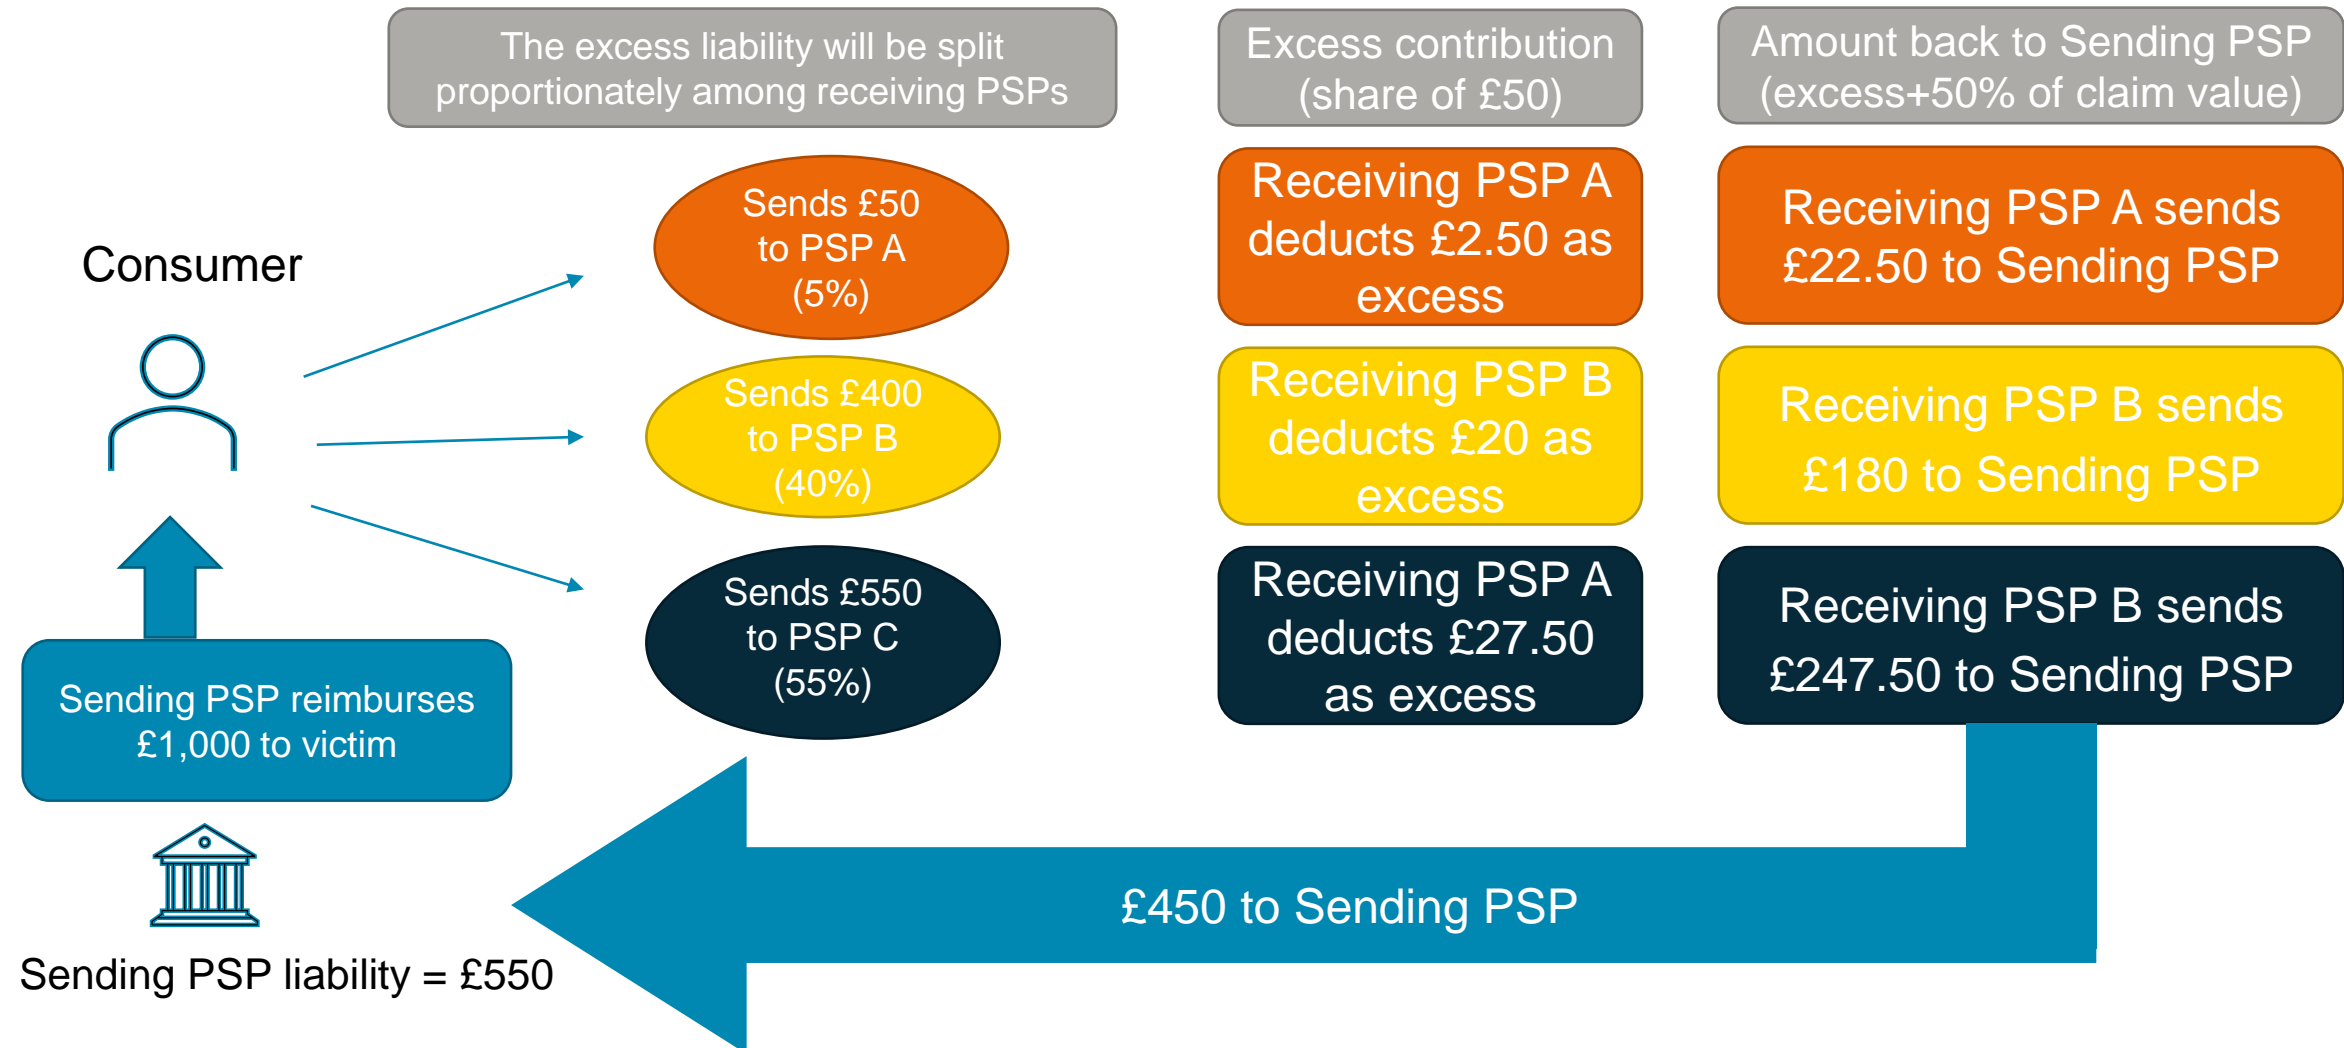 The excess liability will be split
proportionately among receiving PSPs
Excess contribution
(share of £50)
Amount back to Sending PSP
(excess+50% of claim value)
Consumer
Sends £50
to PSP A
(5%)
Receiving PSP A
deducts £2.50 as
excess
Receiving PSP A sends
£22.50 to Sending PSP
Sends £400
to PSP B
(40%)
Receiving PSP B
deducts £20 as
excess
Receiving PSP B sends
£180 to Sending PSP
Sends £550
to PSP C
(55%)
Receiving PSP A
deducts £27.50
as excess
Receiving PSP B sends
£247.50 to Sending PSP
Sending PSP reimburses
£1,000 to victim
£450 to Sending PSP
Sending PSP liability = £550